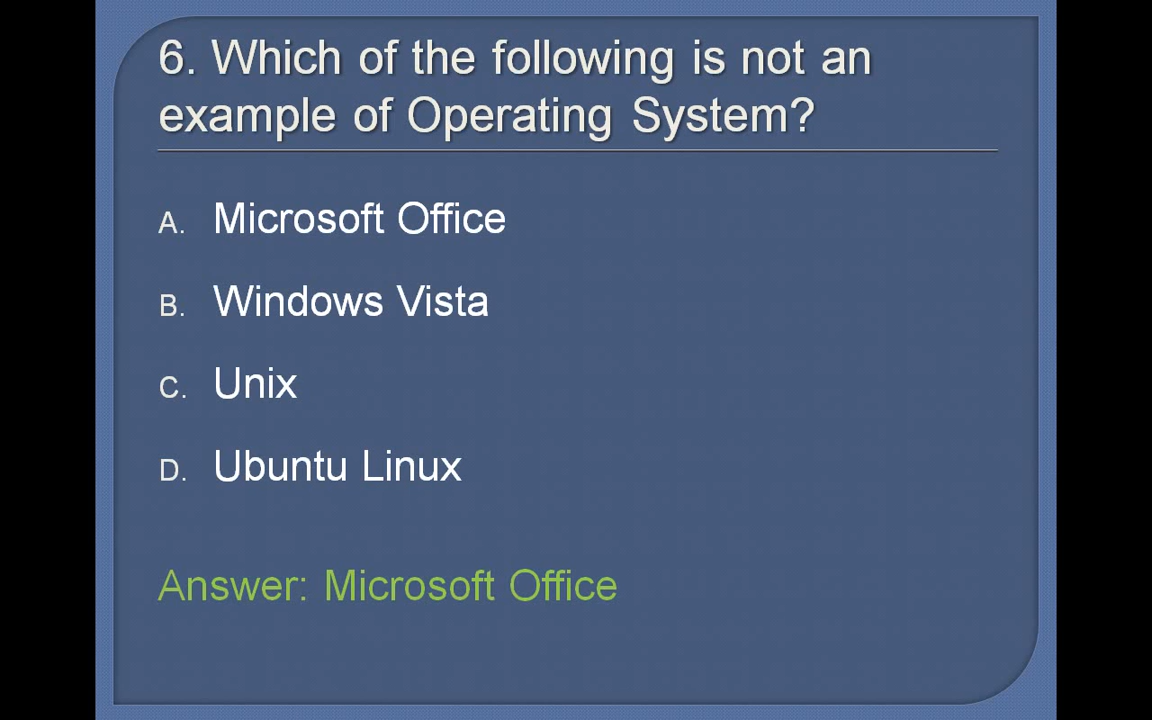 6. Which of the following is not an
example of Operating System?
A. Microsoft Office
B. Windows Vista
C. Unix
D. Ubuntu Linux
Answer: Microsoft Office